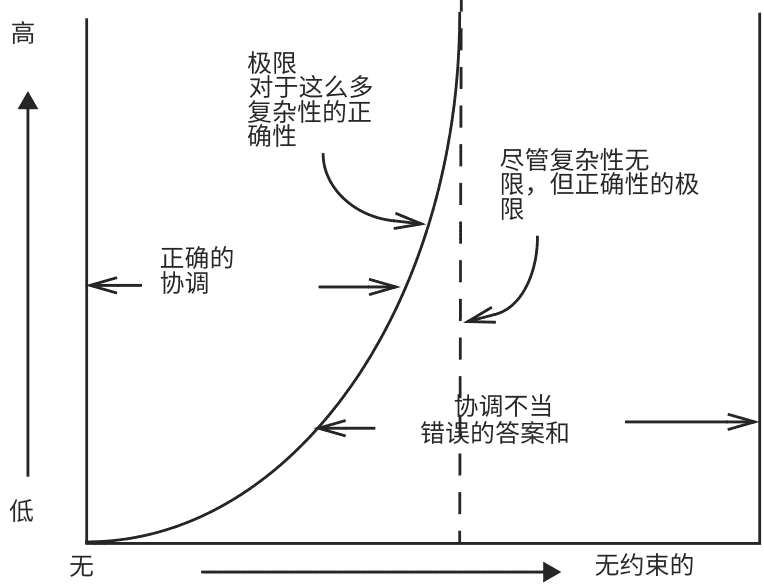 高
极限
对于这么多
复杂性的正
确性
尽管复杂性无
限，但正确性的极
限
正确的
协调
协调不当
错误的答案和
低
无
无约束的